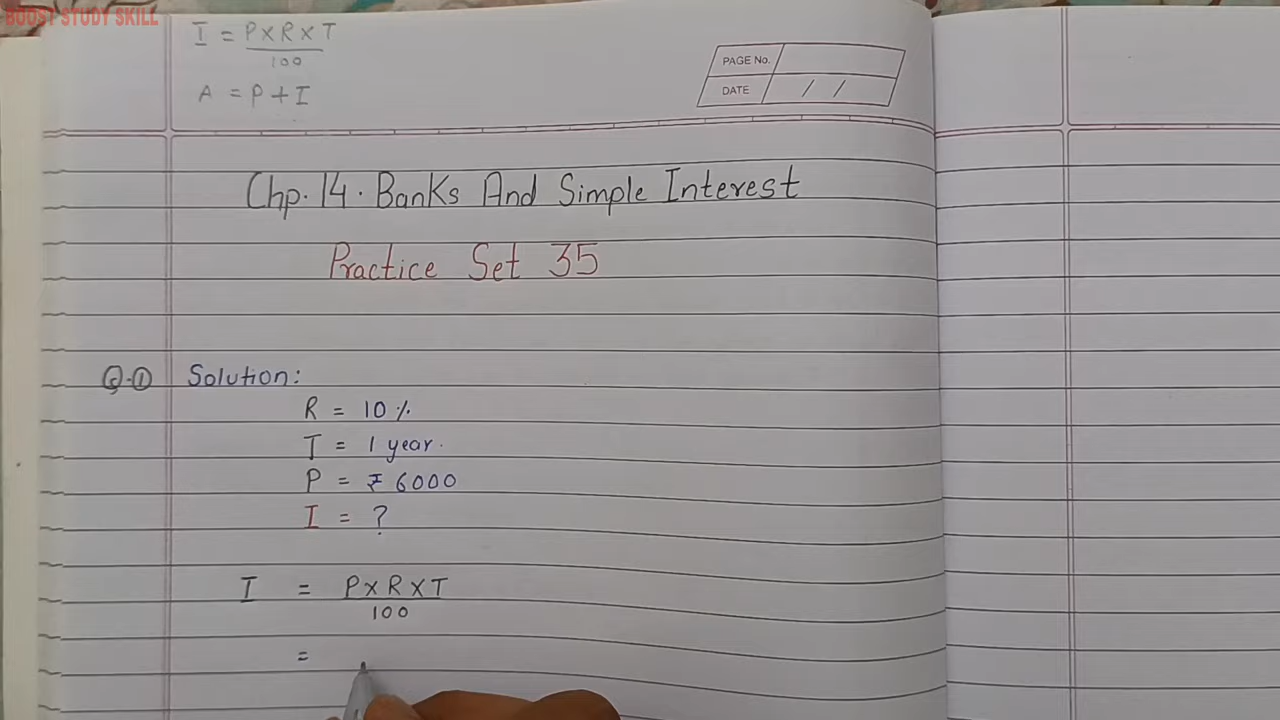 BOOST STUDY SKILL
I = P×R×T
100
A = P+I
PAGE No.
DATE / /
Chp. 14. Banks And Simple Interest
Practice Set 35
Q.① Solution:
R = 10 %
T = 1 year.
P = ₹ 6000
I = ?
I = P×R×T
100
=